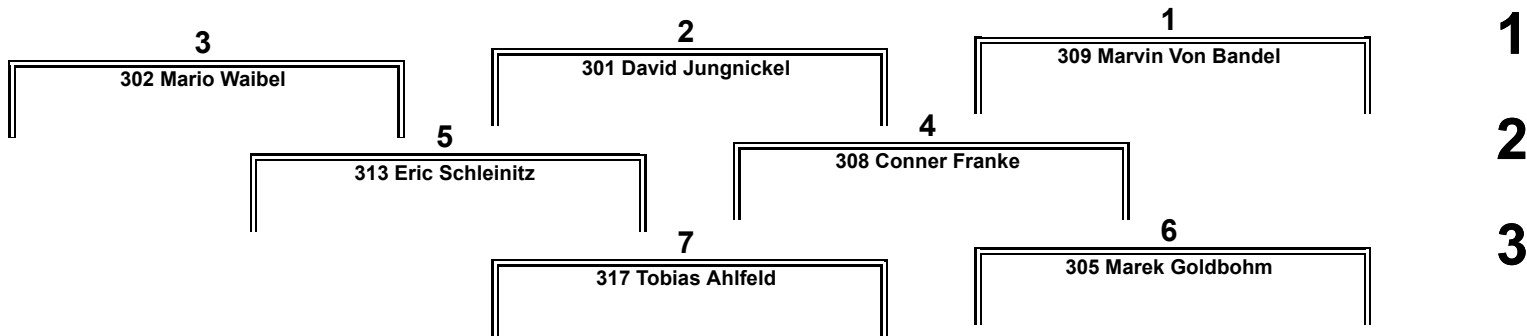 3 2 1 1
302 Mario Waibel 301 David Jungnickel 309 Marvin Von Bandel
5 4 2
313 Eric Schleinitz 308 Conner Franke
7 6 3
317 Tobias Ahlfeld 305 Marek Goldbohm